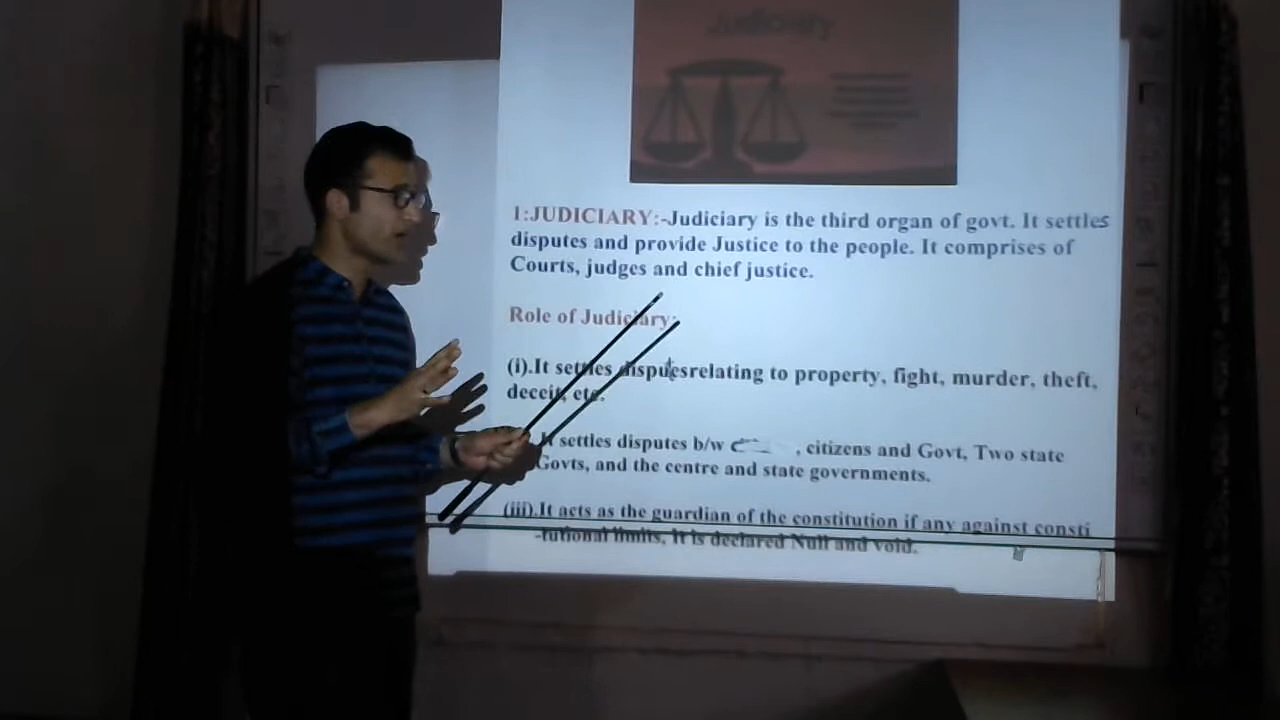 1:JUDICIARY:-Judiciary is the third organ of govt. It settles
disputes and provide Justice to the people. It comprises of
Courts, judges and chief justice.
Role of Judiciary:
(i).It settles dispuesrelating to property, fight, murder, theft,
deceit, etc.
It settles disputes b/w , citizens and Govt, Two state
Govts, and the centre and state governments.
(iii).It acts as the guardian of the constitution if any against consti
-tutional limits, It is declared Null and void.